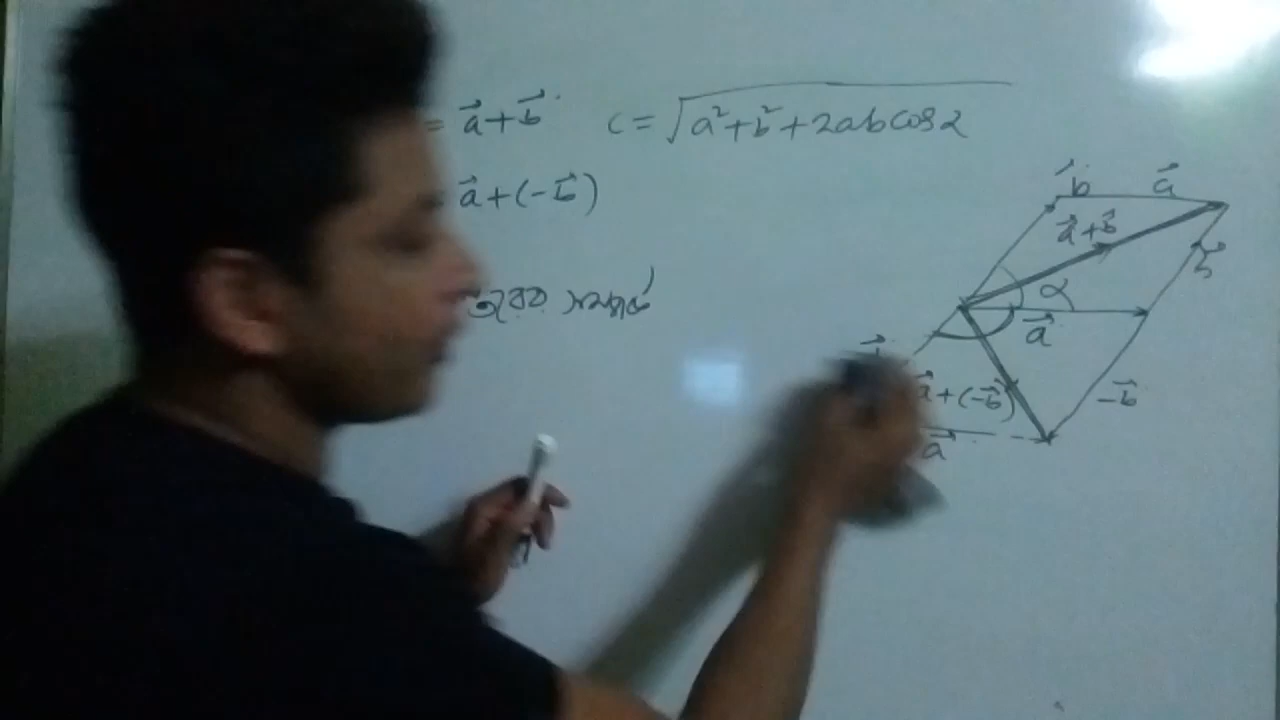 = a⃗ + b⃗   c = √(a² + b² + 2ab cos α)
= a⃗ + (-b⃗)
b⃗ a⃗
a⃗ + b⃗
b⃗
α
a⃗
a⃗ + (-b⃗)
-b⃗
a⃗